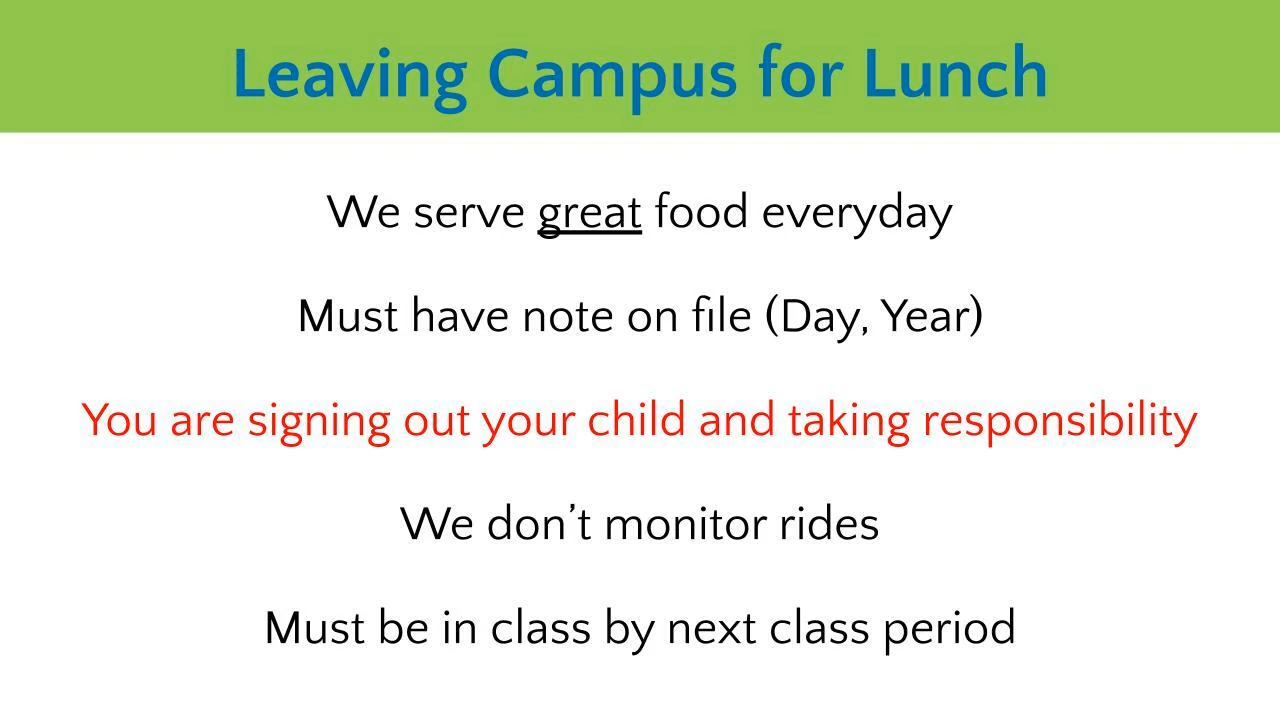 Leaving Campus for Lunch
We serve great food everyday
Must have note on file (Day, Year)
You are signing out your child and taking responsibility
We don’t monitor rides
Must be in class by next class period